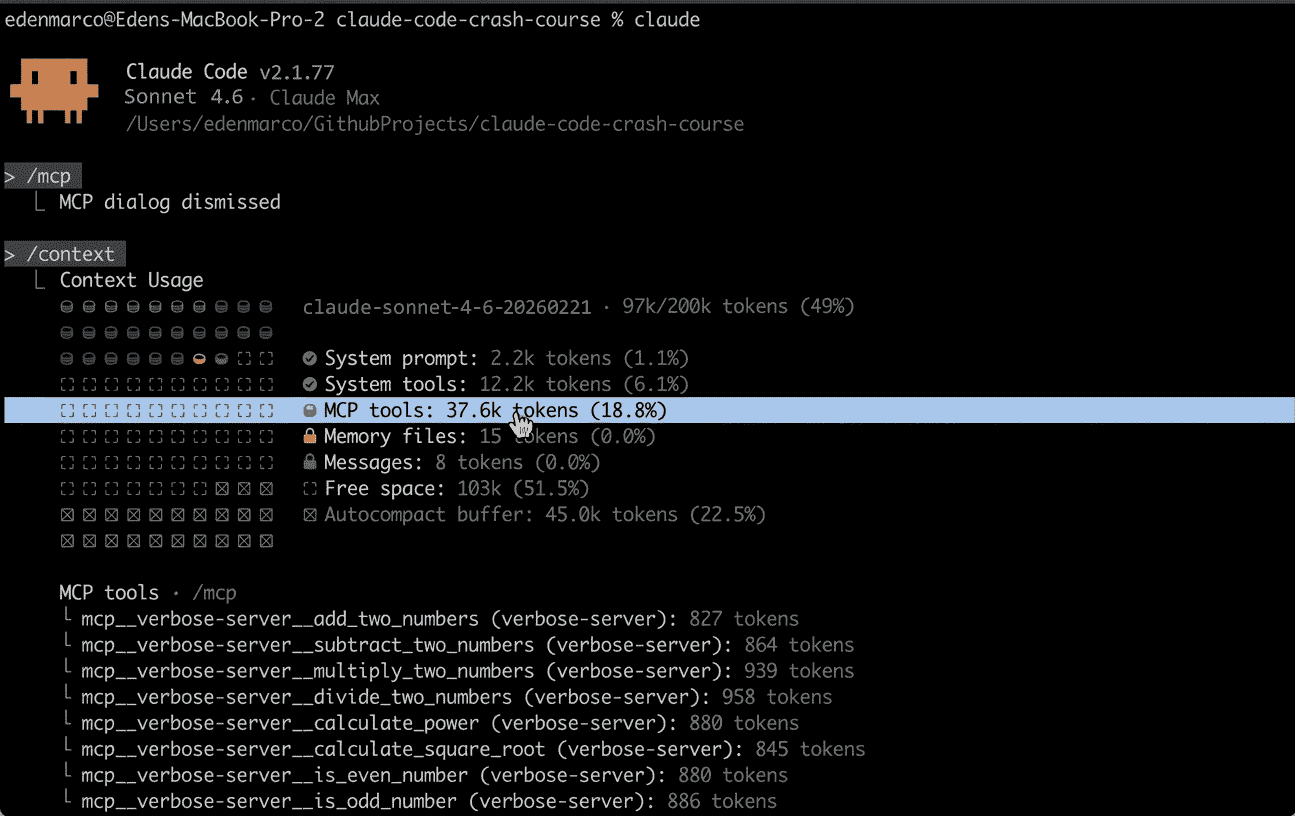 edenmarco@Edens-MacBook-Pro-2 claude-code-crash-course % claude
Claude Code v2.1.77
Sonnet 4.6 · Claude Max
/Users/edenmarco/GithubProjects/claude-code-crash-course
> /mcp
MCP dialog dismissed
> /context
Context Usage
claude-sonnet-4-6-20260221 · 97k/200k tokens (49%)
System prompt: 2.2k tokens (1.1%)
System tools: 12.2k tokens (6.1%)
MCP tools: 37.6k tokens (18.8%)
Memory files: 15 tokens (0.0%)
Messages: 8 tokens (0.0%)
Free space: 103k (51.5%)
Autocompact buffer: 45.0k tokens (22.5%)
MCP tools · /mcp
└ mcp__verbose-server__add_two_numbers (verbose-server): 827 tokens
└ mcp__verbose-server__subtract_two_numbers (verbose-server): 864 tokens
└ mcp__verbose-server__multiply_two_numbers (verbose-server): 939 tokens
└ mcp__verbose-server__divide_two_numbers (verbose-server): 958 tokens
└ mcp__verbose-server__calculate_power (verbose-server): 880 tokens
└ mcp__verbose-server__calculate_square_root (verbose-server): 845 tokens
└ mcp__verbose-server__is_even_number (verbose-server): 880 tokens
└ mcp__verbose-server__is_odd_number (verbose-server): 886 tokens